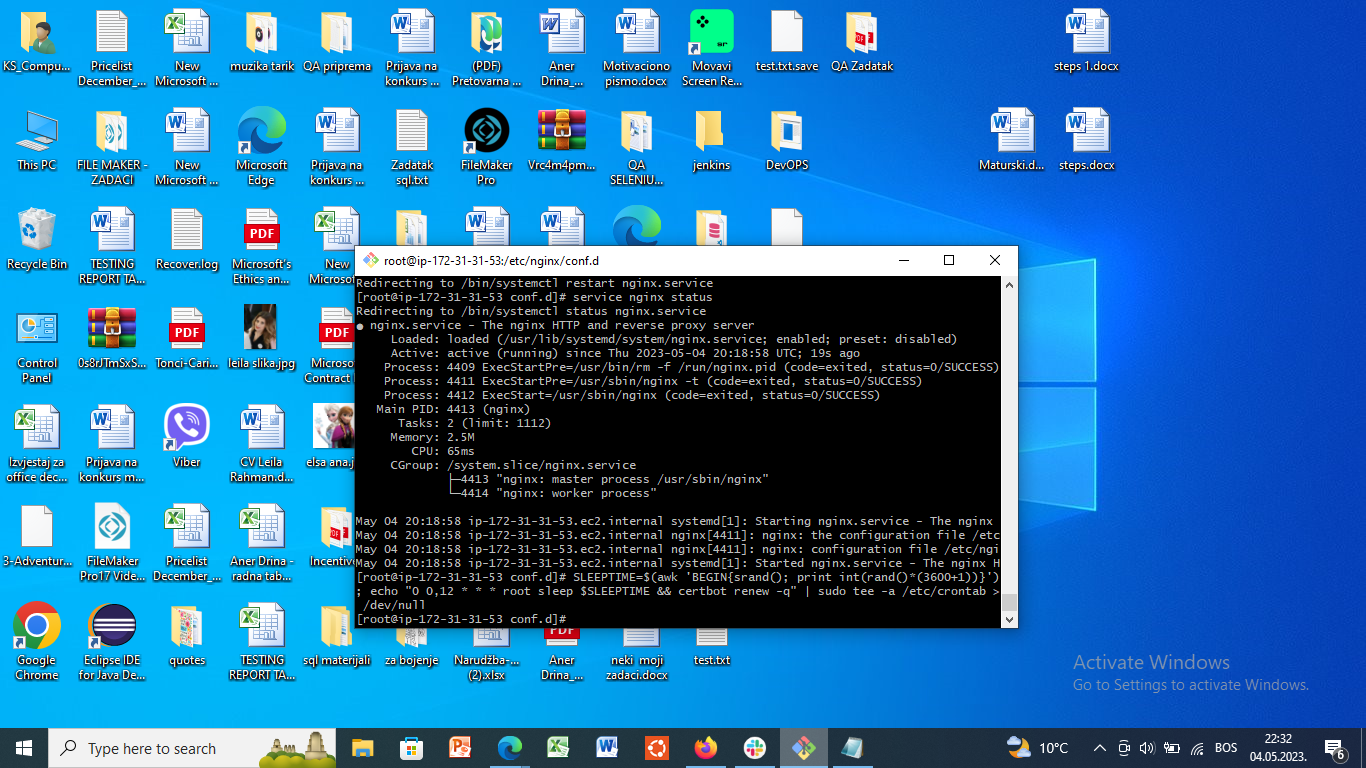 KS_Compu...
Pricelist
December_...
New
Microsoft ...
muzika tarik
QA priprema
Prijava na
konkurs ...
(PDF)
Pretovarna ...
Aner
Drina_...
Motivaciono
pismo.docx
Movavi
Screen Re...
test.txt.save
QA Zadatak
steps 1.docx
This PC
FILE MAKER -
ZADACI
New
Microsoft ...
Microsoft
Edge
Prijava na
konkurs ...
Zadatak
sql.txt
FileMaker
Pro
Vrc4m4pm...
QA
SELENIU...
jenkins
DevOPS
Maturski.d...
steps.docx
Recycle Bin
TESTING
REPORT TA...
Recover.log
Microsoft's
Ethics an...
New
Microso
Control
Panel
0s8rJTmSxS...
Tonci-Cari...
leila slika.jpg
Microso
Contract
Izvjestaj za
office dec...
Prijava na
konkurs m...
Viber
CV Leila
Rahman.d...
elsa ana.j
3-Adventur...
FileMaker
Pro17 Vide...
Pricelist
December_...
Aner Drina -
radna tab...
Incentiv
Google
Chrome
Eclipse IDE
for Java De...
quotes
TESTING
REPORT TA...
sql materijali
za bojenje
Narudžba-...
(2).xlsx
Aner
Drina_...
neki moji
zadaci.docx
test.txt
root@ip-172-31-31-53:/etc/nginx/conf.d
Redirecting to /bin/systemctl restart nginx.service
[root@ip-172-31-31-53 conf.d]# service nginx status
Redirecting to /bin/systemctl status nginx.service
● nginx.service - The nginx HTTP and reverse proxy server
Loaded: loaded (/usr/lib/systemd/system/nginx.service; enabled; preset: disabled)
Active: active (running) since Thu 2023-05-04 20:18:58 UTC; 19s ago
Process: 4409 ExecStartPre=/usr/bin/rm -f /run/nginx.pid (code=exited, status=0/SUCCESS)
Process: 4411 ExecStartPre=/usr/sbin/nginx -t (code=exited, status=0/SUCCESS)
Process: 4412 ExecStart=/usr/sbin/nginx (code=exited, status=0/SUCCESS)
Main PID: 4413 (nginx)
Tasks: 2 (limit: 1112)
Memory: 2.5M
CPU: 65ms
CGroup: /system.slice/nginx.service
├─4413 "nginx: master process /usr/sbin/nginx"
└─4414 "nginx: worker process"
May 04 20:18:58 ip-172-31-31-53.ec2.internal systemd[1]: Starting nginx.service - The nginx
May 04 20:18:58 ip-172-31-31-53.ec2.internal nginx[4411]: nginx: the configuration file /etc
May 04 20:18:58 ip-172-31-31-53.ec2.internal nginx[4411]: nginx: configuration file /etc/ngi
May 04 20:18:58 ip-172-31-31-53.ec2.internal systemd[1]: Started nginx.service - The nginx H
[root@ip-172-31-31-53 conf.d]# SLEEPTIME=$(awk 'BEGIN{srand(); print int(rand()*(3600+1))}')
; echo "0 0,12 * * * root sleep $SLEEPTIME && certbot renew -q" | sudo tee -a /etc/crontab >
/dev/null
[root@ip-172-31-31-53 conf.d]#
Activate Windows
Go to Settings to activate Windows.
Type here to search
10°C
BOS
22:32
04.05.2023.
6